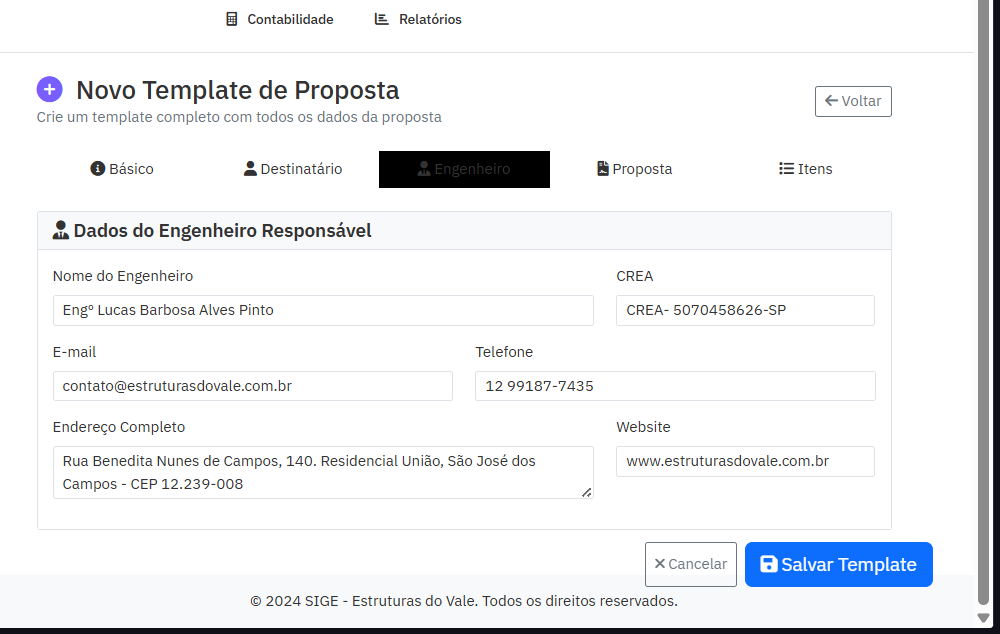 Contabilidade Relatórios
Novo Template de Proposta
Voltar
Crie um template completo com todos os dados da proposta
Básico Destinatário Engenheiro Proposta Itens
Dados do Engenheiro Responsável
Nome do Engenheiro CREA
Engº Lucas Barbosa Alves Pinto CREA- 5070458626-SP
E-mail Telefone
contato@estruturasdovale.com.br 12 99187-7435
Endereço Completo Website
Rua Benedita Nunes de Campos, 140. Residencial União, São José dos
Campos - CEP 12.239-008
www.estruturasdovale.com.br
Cancelar Salvar Template
© 2024 SIGE - Estruturas do Vale. Todos os direitos reservados.